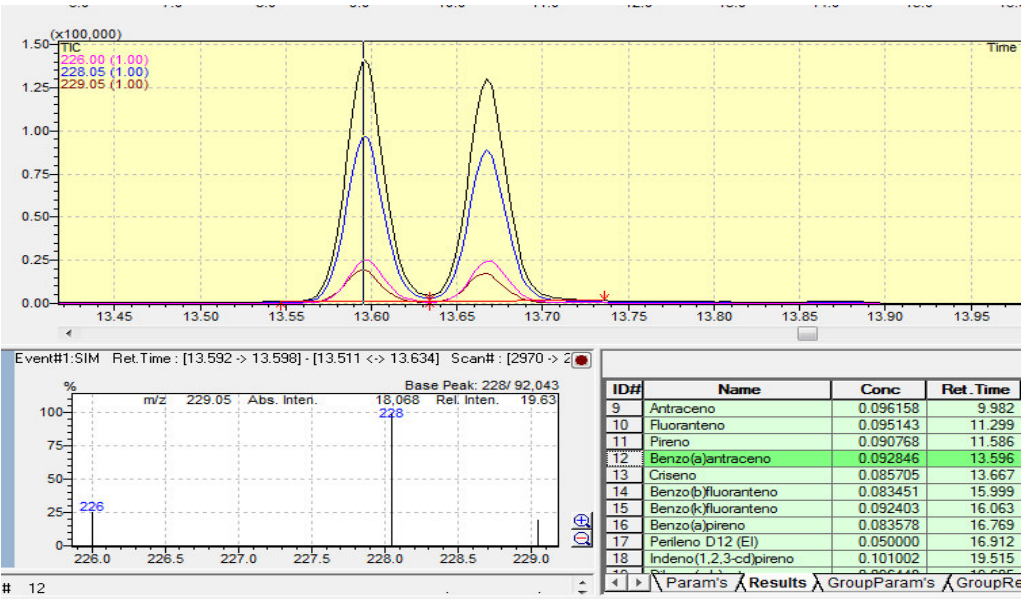 (x100,000)
1.50 TIC Time
226.00 (1.00)
228.05 (1.00)
1.25 229.05 (1.00)
1.00
0.75
0.50
0.25
0.00
13.45 13.50 13.55 13.60 13.65 13.70 13.75 13.80 13.85 13.90 13.95
Event#1:SIM Ret.Time : [13.592 -> 13.598] - [13.511 <-> 13.634] Scan# : [2970 -> 2
% Base Peak: 228/ 92,043
m/z 229.05 Abs. Inten. 18,068 Rel. Inten. 19.63
100 228
75
50
25 226
0
226.0 226.5 227.0 227.5 228.0 228.5 229.0
ID# Name Conc Ret.Time
9 Antraceno 0.096158 9.982
10 Fluoranteno 0.095143 11.299
11 Pireno 0.090768 11.586
12 Benzo(a)antraceno 0.092846 13.596
13 Criseno 0.085705 13.667
14 Benzo(b)fluoranteno 0.083451 15.999
15 Benzo(k)fluoranteno 0.092403 16.063
16 Benzo(a)pireno 0.083578 16.769
17 Perileno D12 (EI) 0.050000 16.912
18 Indeno(1,2,3-cd)pireno 0.101002 19.515
Param's Results GroupParam's GroupRe
# 12